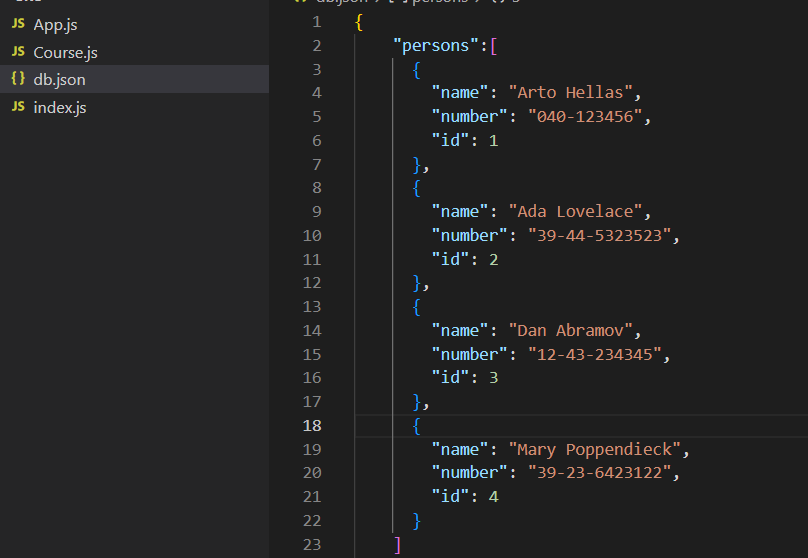 JS App.js
JS Course.js
{} db.json
JS index.js
1 {
2 "persons":[
3 {
4 "name": "Arto Hellas",
5 "number": "040-123456",
6 "id": 1
7 },
8 {
9 "name": "Ada Lovelace",
10 "number": "39-44-5323523",
11 "id": 2
12 },
13 {
14 "name": "Dan Abramov",
15 "number": "12-43-234345",
16 "id": 3
17 },
18 {
19 "name": "Mary Poppendieck",
20 "number": "39-23-6423122",
21 "id": 4
22 }
23 ]